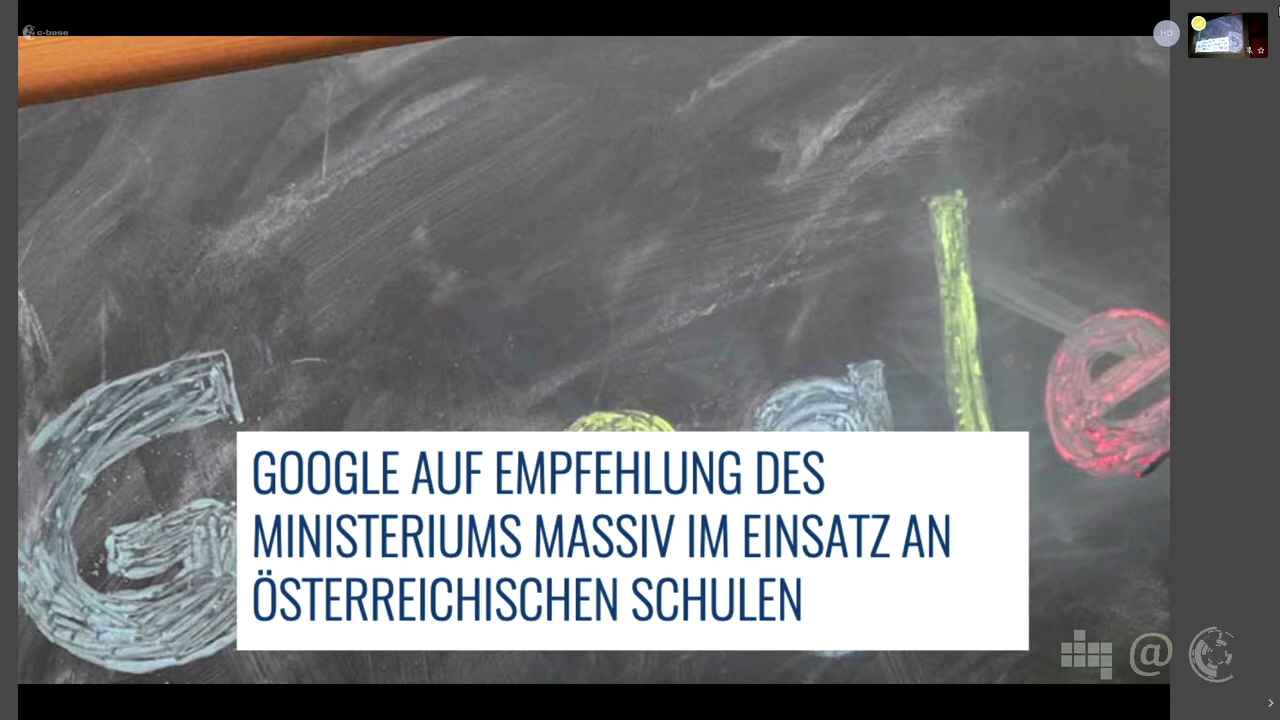 c-base
HD
GOOGLE AUF EMPFEHLUNG DES
MINISTERIUMS MASSIV IM EINSATZ AN
ÖSTERREICHISCHEN SCHULEN
G
g
l
e
@